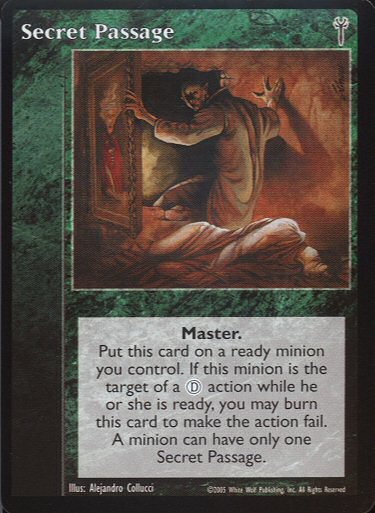 Secret Passage
Master.
Put this card on a ready minion
you control. If this minion is the
target of a Ⓓ action while he
or she is ready, you may burn
this card to make the action fail.
A minion can have only one
Secret Passage.
Illus: Alejandro Collucci
©2005 White Wolf Publishing, Inc. All Rights Reserved